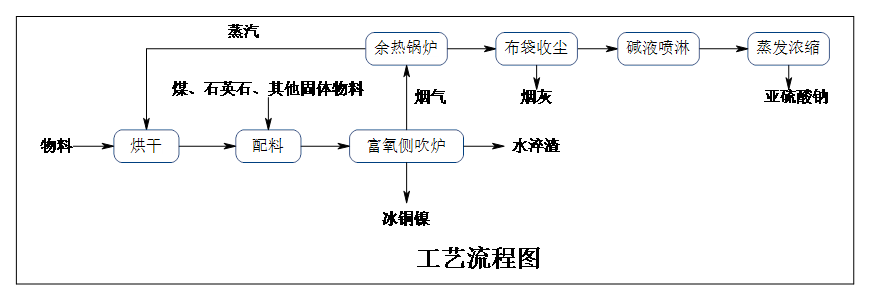 蒸汽
余热锅炉
布袋收尘
碱液喷淋
蒸发浓缩
煤、石英石、其他固体物料
烟气
烟灰
亚硫酸钠
物料
烘干
配料
富氧侧吹炉
水淬渣
冰铜镍
工艺流程图